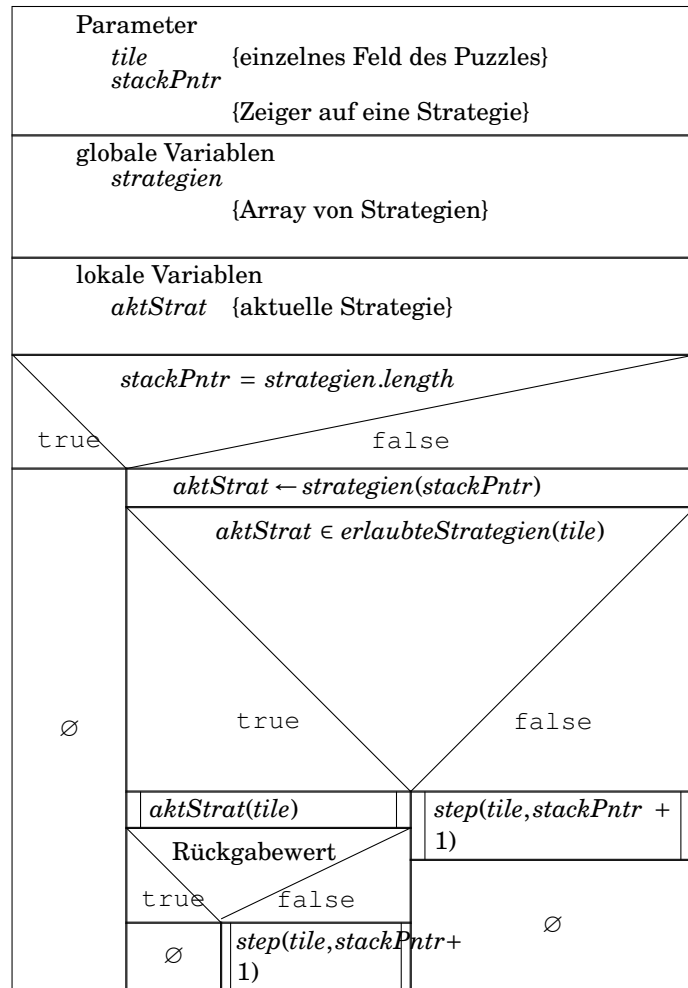 Parameter
tile {einzelnes Feld des Puzzles}
stackPntr
{Zeiger auf eine Strategie}
globale Variablen
strategien
{Array von Strategien}
lokale Variablen
aktStrat {aktuelle Strategie}
stackPntr = strategien.length
true false
aktStrat ← strategien(stackPntr)
aktStrat ∈ erlaubteStrategien(tile)
true false
∅
aktStrat(tile)
step(tile,stackPntr +
1)
Rückgabewert
true false
∅
step(tile,stackPntr+
1)
∅